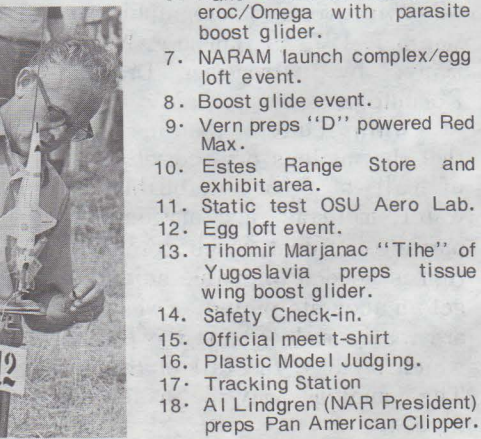 eroc/Omega with parasite
boost glider.
7. NARAM launch complex/egg
loft event.
8. Boost glide event.
9. Vern preps "D" powered Red
Max.
10. Estes Range Store and
exhibit area.
11. Static test OSU Aero Lab.
12. Egg loft event.
13. Tihomir Marjanac "Tihe" of
Yugoslavia preps tissue
wing boost glider.
14. Safety Check-in.
15. Official meet t-shirt
16. Plastic Model Judging.
17. Tracking Station
18. Al Lindgren (NAR President)
preps Pan American Clipper.
12